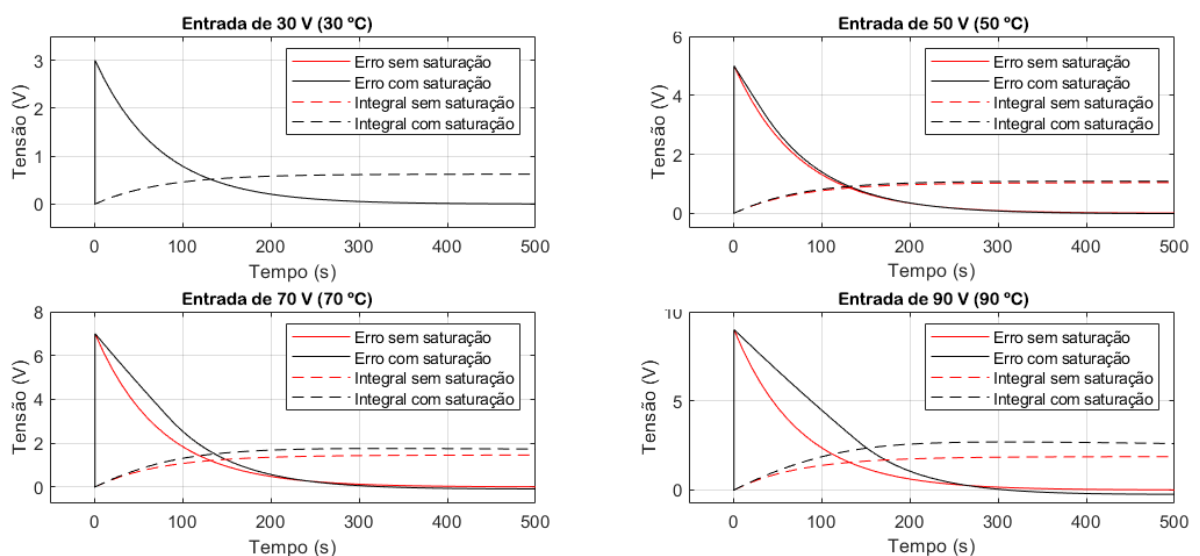 Entrada de 30 V (30 ºC)
Tensão (V)
3
2
1
0
Erro sem saturação
Erro com saturação
Integral sem saturação
Integral com saturação
0 100 200 300 400 500
Tempo (s)
Entrada de 50 V (50 ºC)
Tensão (V)
6
4
2
0
Erro sem saturação
Erro com saturação
Integral sem saturação
Integral com saturação
0 100 200 300 400 500
Tempo (s)
Entrada de 70 V (70 ºC)
Tensão (V)
8
6
4
2
0
Erro sem saturação
Erro com saturação
Integral sem saturação
Integral com saturação
0 100 200 300 400 500
Tempo (s)
Entrada de 90 V (90 ºC)
Tensão (V)
10
5
0
Erro sem saturação
Erro com saturação
Integral sem saturação
Integral com saturação
0 100 200 300 400 500
Tempo (s)